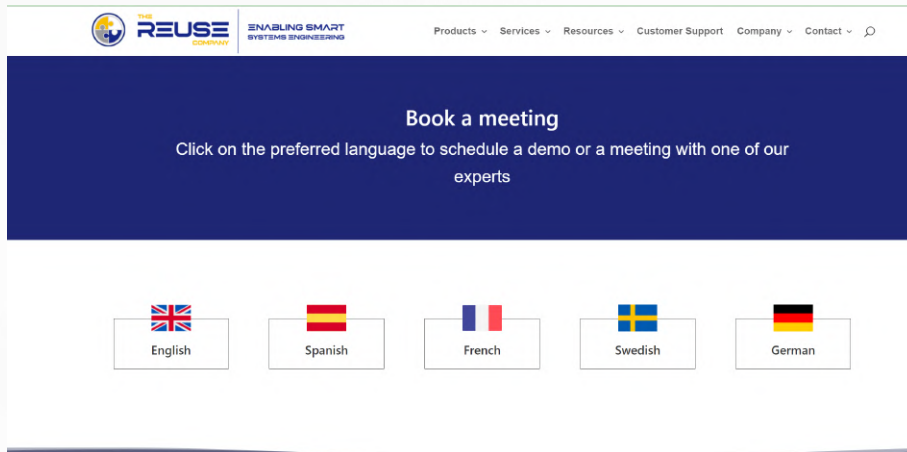 THE
REUSE
COMPANY
ENABLING SMART
SYSTEMS ENGINEERING
Products Services Resources Customer Support Company Contact
Book a meeting
Click on the preferred language to schedule a demo or a meeting with one of our
experts
English Spanish French Swedish German